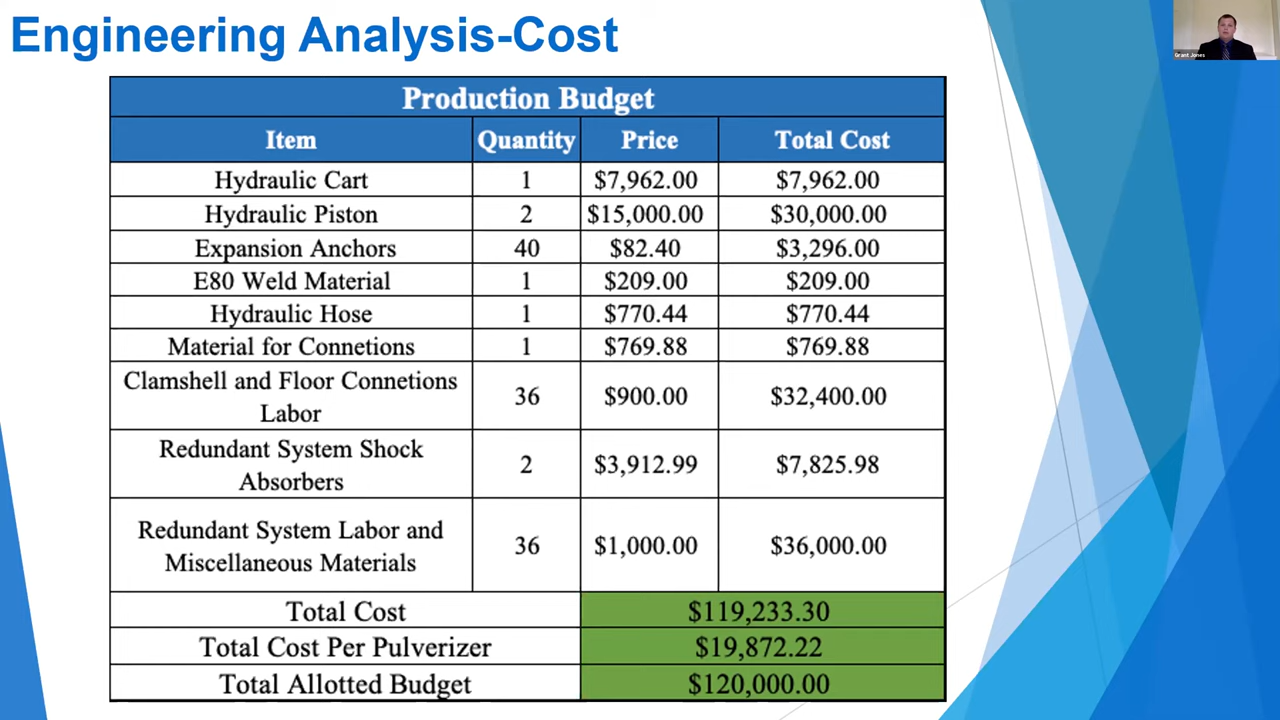 Engineering Analysis-Cost
Grant Jones
Production Budget
Item Quantity Price Total Cost
Hydraulic Cart 1 $7,962.00 $7,962.00
Hydraulic Piston 2 $15,000.00 $30,000.00
Expansion Anchors 40 $82.40 $3,296.00
E80 Weld Material 1 $209.00 $209.00
Hydraulic Hose 1 $770.44 $770.44
Material for Connetions 1 $769.88 $769.88
Clamshell and Floor Connetions
Labor 36 $900.00 $32,400.00
Redundant System Shock
Absorbers 2 $3,912.99 $7,825.98
Redundant System Labor and
Miscellaneous Materials 36 $1,000.00 $36,000.00
Total Cost $119,233.30
Total Cost Per Pulverizer $19,872.22
Total Allotted Budget $120,000.00